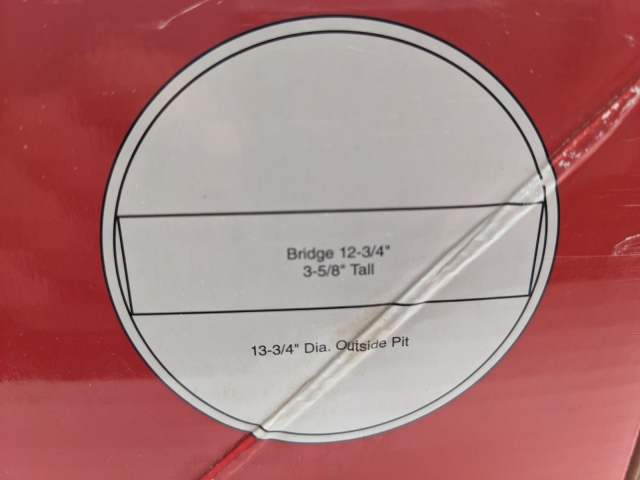 Bridge 12-3/4"
3-5/8" Tall
13-3/4" Dia. Outside Pit